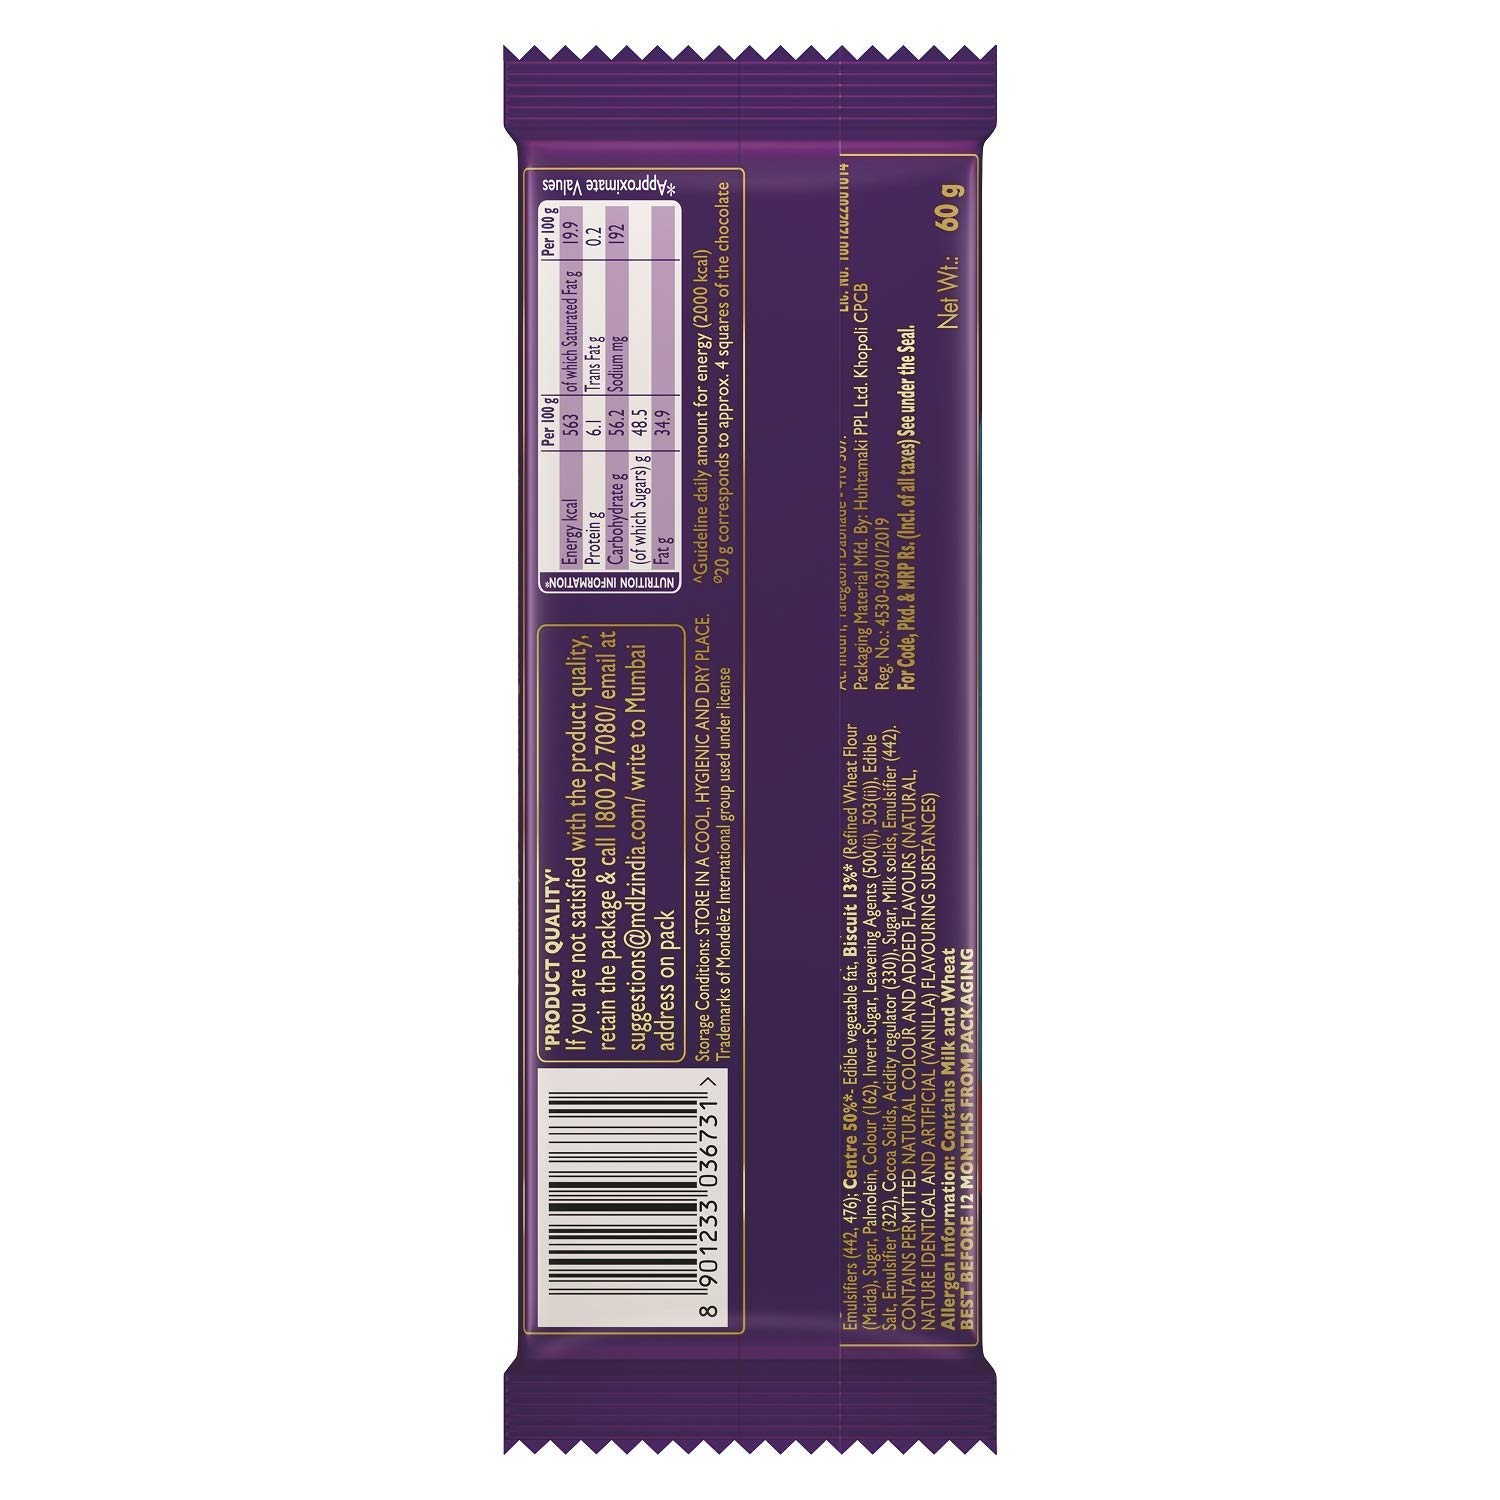 8 901233 036731 >
'PRODUCT QUALITY'
If you are not satisfied with the product quality,
retain the package & call 1800 22 7080/ email at
suggestions@mdlzindia.com/ write to Mumbai
address on pack
NUTRITION INFORMATION*
Per 100 g Per 100 g
Energy kcal 563 of which Saturated Fat g 19.9
Protein g 6.1 Trans Fat g 0.2
Carbohydrate g 56.2 Sodium mg 192
(of which Sugars) g 48.5
Fat g 34.9
*Approximate Values
Storage Conditions: STORE IN A COOL, HYGIENIC AND DRY PLACE.
Trademarks of Mondelēz International group used under license
^Guideline daily amount for energy (2000 kcal)
ø20 g corresponds to approx. 4 squares of the chocolate
Emulsifiers (442, 476); Centre 50%*- Edible vegetable fat, Biscuit 13%* (Refined Wheat Flour
(Maida), Sugar, Palmolein, Colour (162), Invert Sugar, Leavening Agents (500(ii), 503(ii)), Edible
Salt, Emulsifier (322), Cocoa Solids, Acidity regulator (330)), Sugar, Milk solids, Emulsifier (442).
CONTAINS PERMITTED NATURAL COLOUR AND ADDED FLAVOURS (NATURAL,
NATURE IDENTICAL AND ARTIFICIAL (VANILLA) FLAVOURING SUBSTANCES)
Allergen information: Contains Milk and Wheat
BEST BEFORE 12 MONTHS FROM PACKAGING
Lic. No.
Packaging Material Mfd. By: Huhtamaki PPL Ltd. Khopoli CPCB
Reg. No.: 4530-03/01/2019
For Code, Pkd. & MRP Rs. (Incl. of all taxes) See under the Seal.
Net Wt.: 60 g